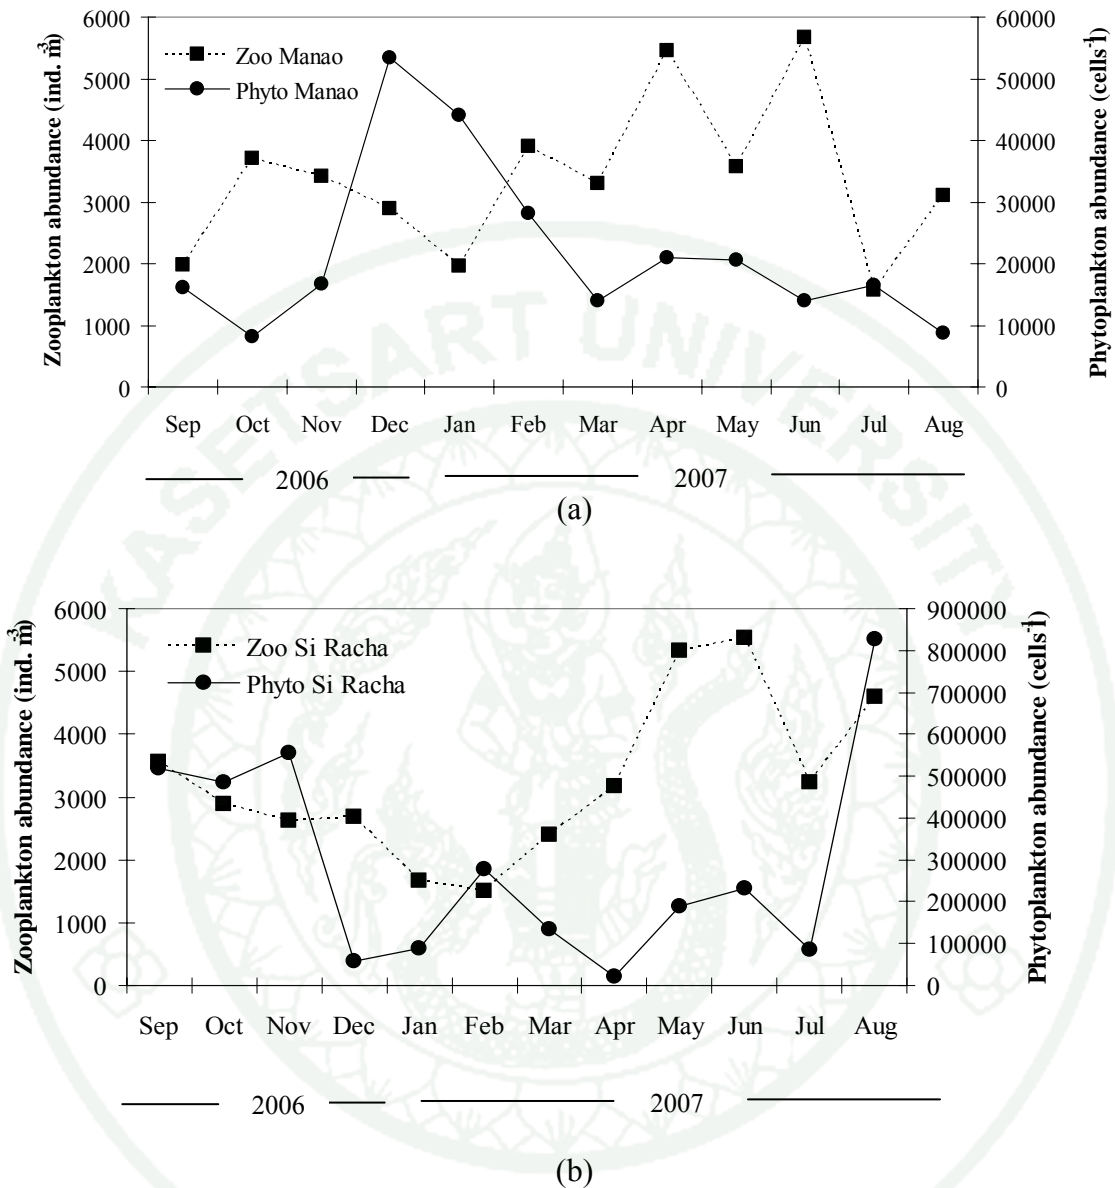 Zooplankton abundance (ind. m-3)
6000
5000
4000
3000
2000
1000
0
Zoo Manao
Phyto Manao
60000
50000
40000
30000
20000
10000
0
Phytoplankton abundance (cells-1)
Sep Oct Nov Dec Jan Feb Mar Apr May Jun Jul Aug
2006 2007
(a)
KASETSART UNIVERSITY
Zooplankton abundance (ind. m-3)
6000
5000
4000
3000
2000
1000
0
Zoo Si Racha
Phyto Si Racha
900000
800000
700000
600000
500000
400000
300000
200000
100000
0
Phytoplankton abundance (cells-1)
Sep Oct Nov Dec Jan Feb Mar Apr May Jun Jul Aug
2006 2007
(b)